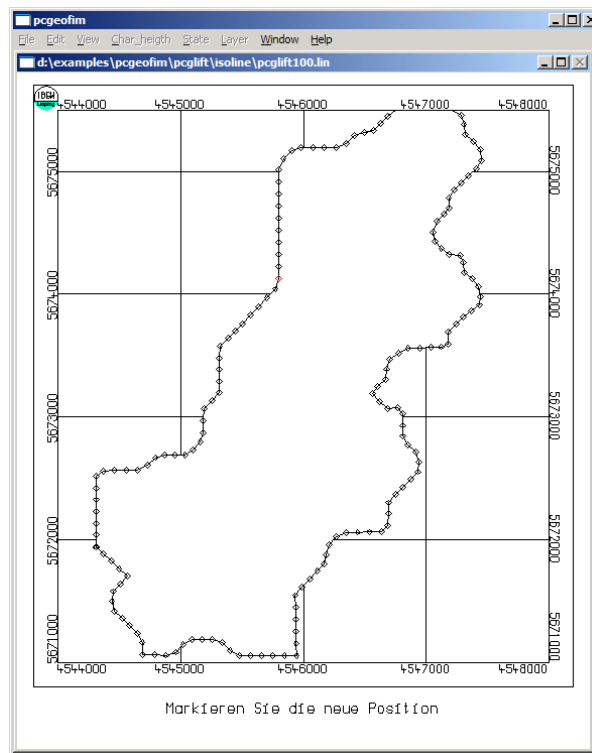 pcgeofim
File Edit View Char_heigth State Layer Window Help
d:\examples\pcgeofim\pcglift\isoline\pcglift100.lin
IBGW
Leipzig
4544000 4545000 4546000 4547000 4548000
5675000 5675000
5674000 5674000
5673000 5673000
5672000 5672000
5671000 5671000
4544000 4545000 4546000 4547000 4548000
Markieren Sie die neue Position